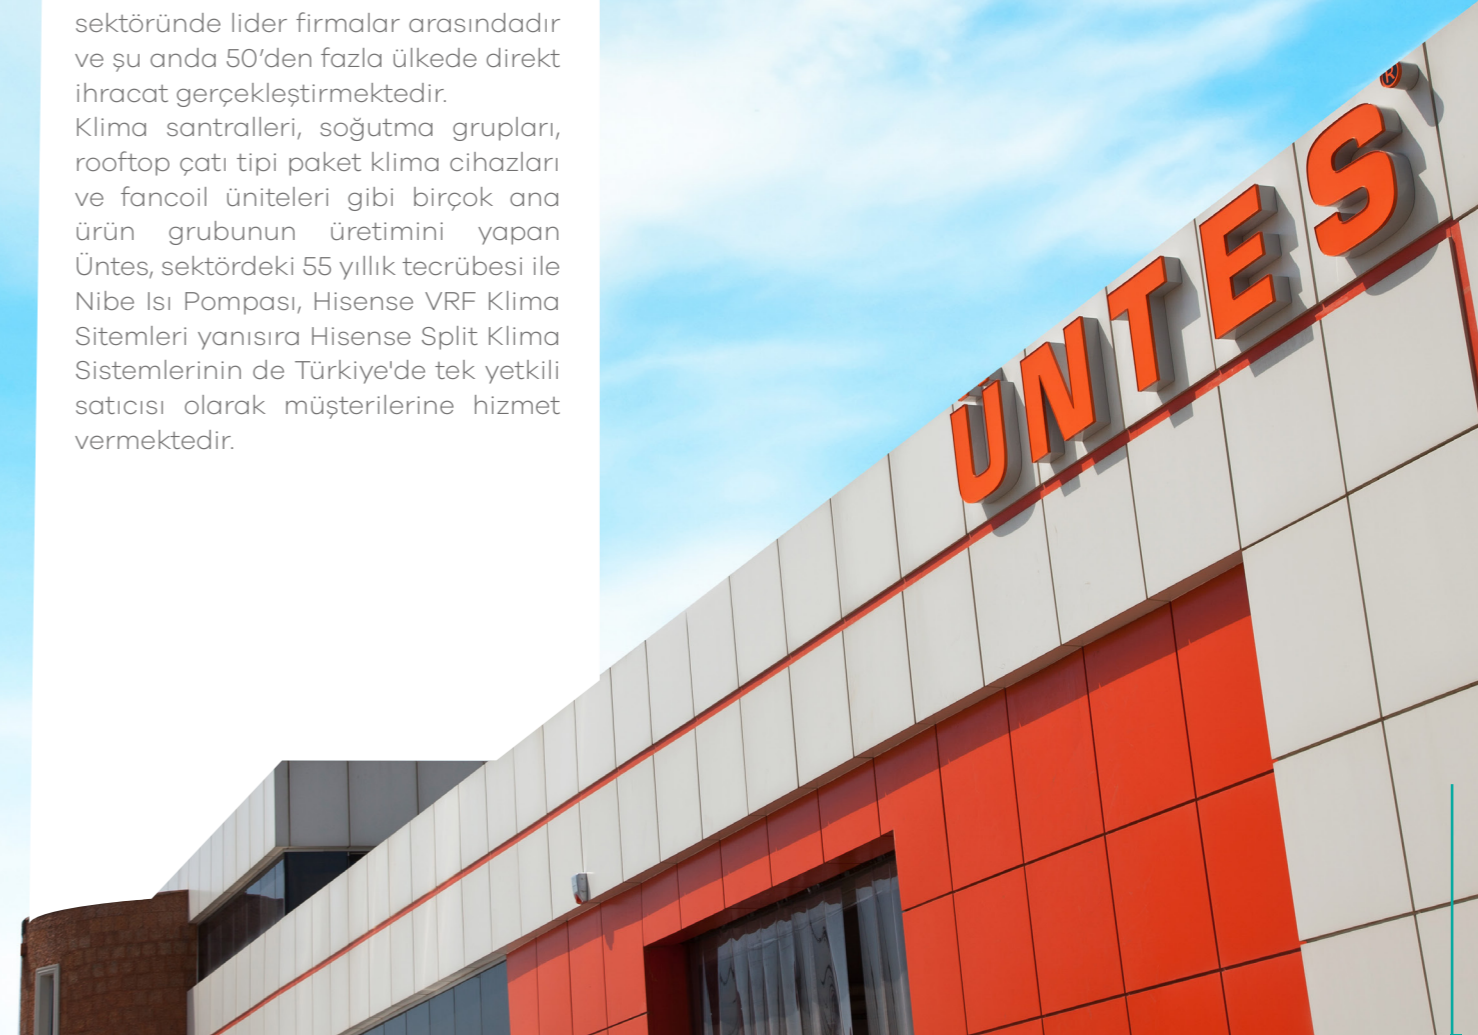 sektöründe lider firmalar arasındadır
ve şu anda 50’den fazla ülkede direkt
ihracat gerçekleştirmektedir.
Klima santralleri, soğutma grupları,
rooftop çatı tipi paket klima cihazları
ve fancoil üniteleri gibi birçok ana
ürün grubunun üretimini yapan
Üntes, sektördeki 55 yıllık tecrübesi ile
Nibe Isı Pompası, Hisense VRF Klima
Sitemleri yanısıra Hisense Split Klima
Sistemlerinin de Türkiye'de tek yetkili
satıcısı olarak müşterilerine hizmet
vermektedir.
ÜNTES®